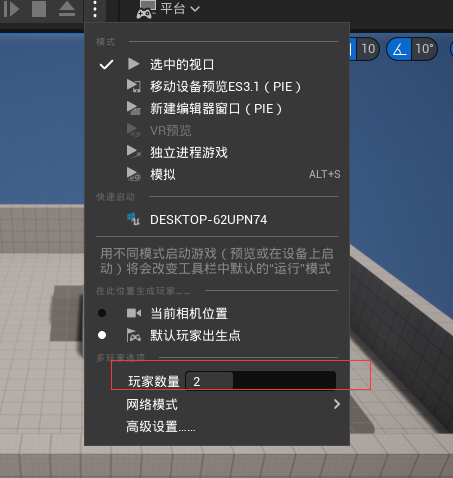 平台
10
10°
模式
选中的视口
移动设备预览ES3.1（PIE）
新建编辑器窗口（PIE）
VR预览
独立进程游戏
模拟 ALT+S
快速启动
DESKTOP-62UPN74
用不同模式启动游戏（预览或在设备上启
动）将会改变工具栏中默认的“运行”模式
在此位置生成玩家......
当前相机位置
默认玩家出生点
多玩家选项
玩家数量 2
网络模式
高级设置......